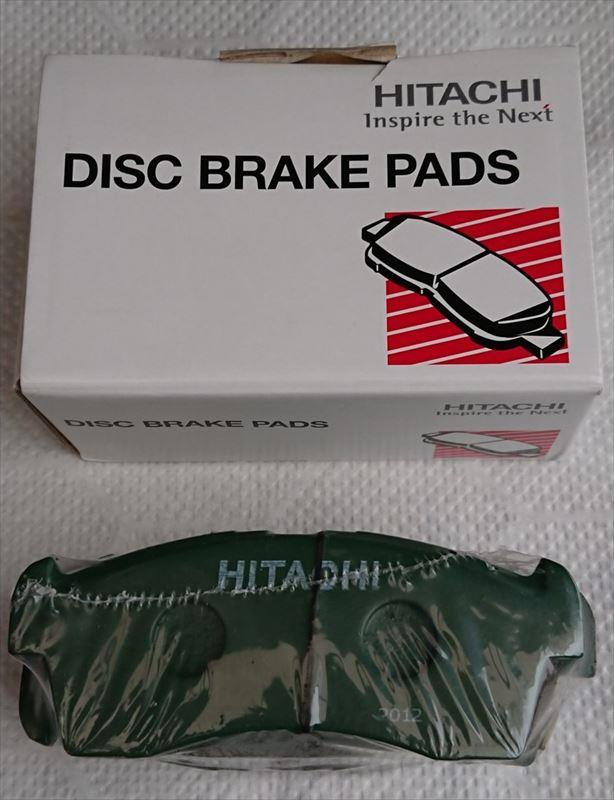 HITACHI
Inspire the Next
DISC BRAKE PADS
HITACHI
Inspire the Next
DISC BRAKE PADS
HITACHI
2012